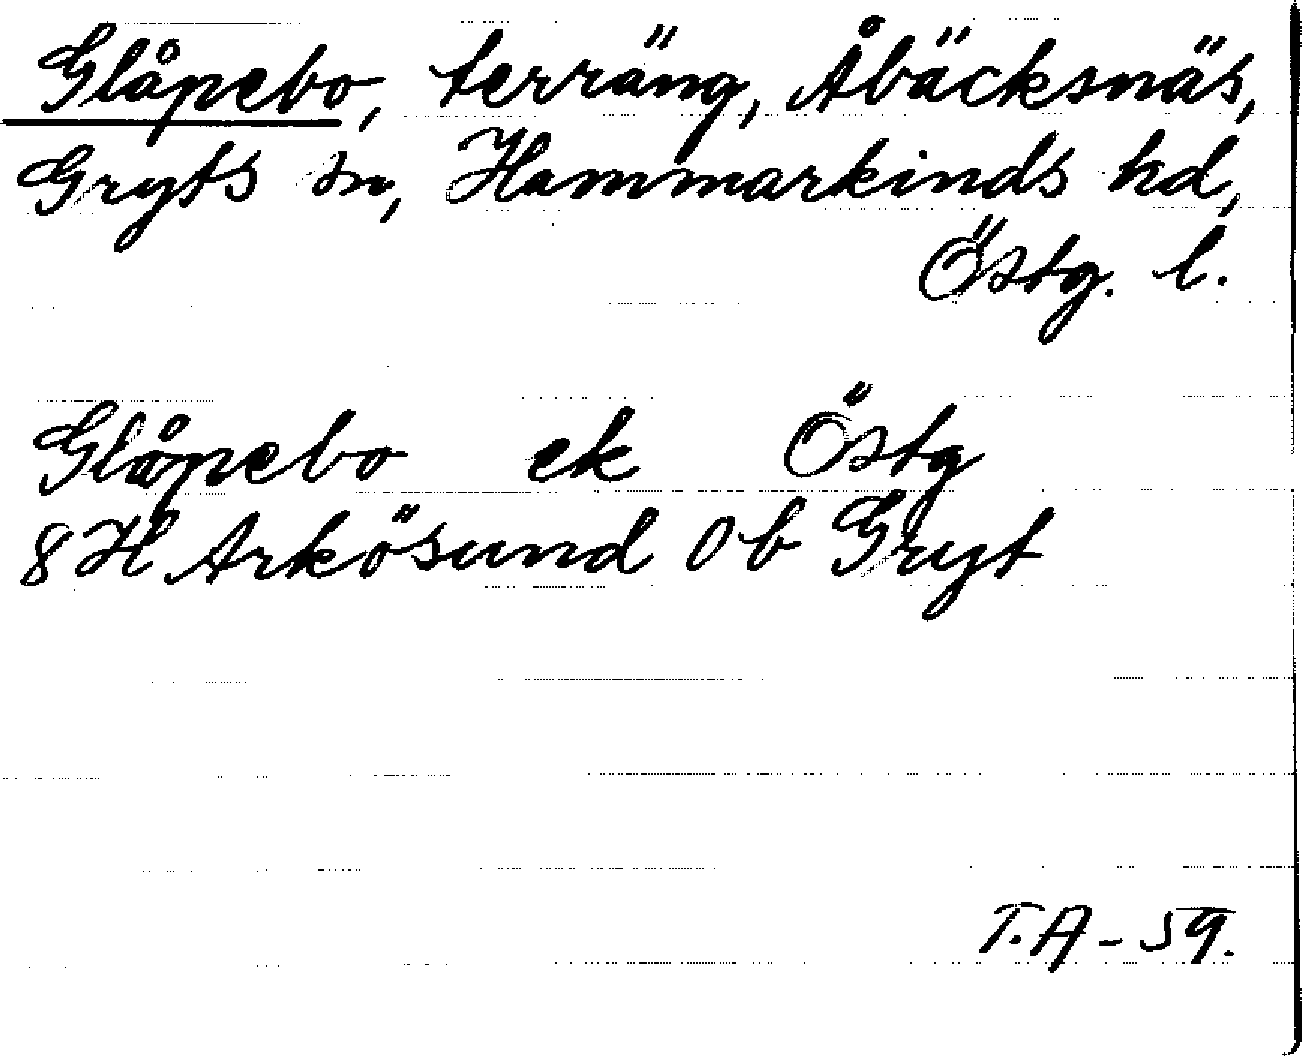 Glåpebo, terräng, Åbäcksnäs,
Gryts sn, Hammarkinds hd,
Östg. l.
Glåpebo ek Östg
8 H Arkösund 0 b Gryt
T.A-59.